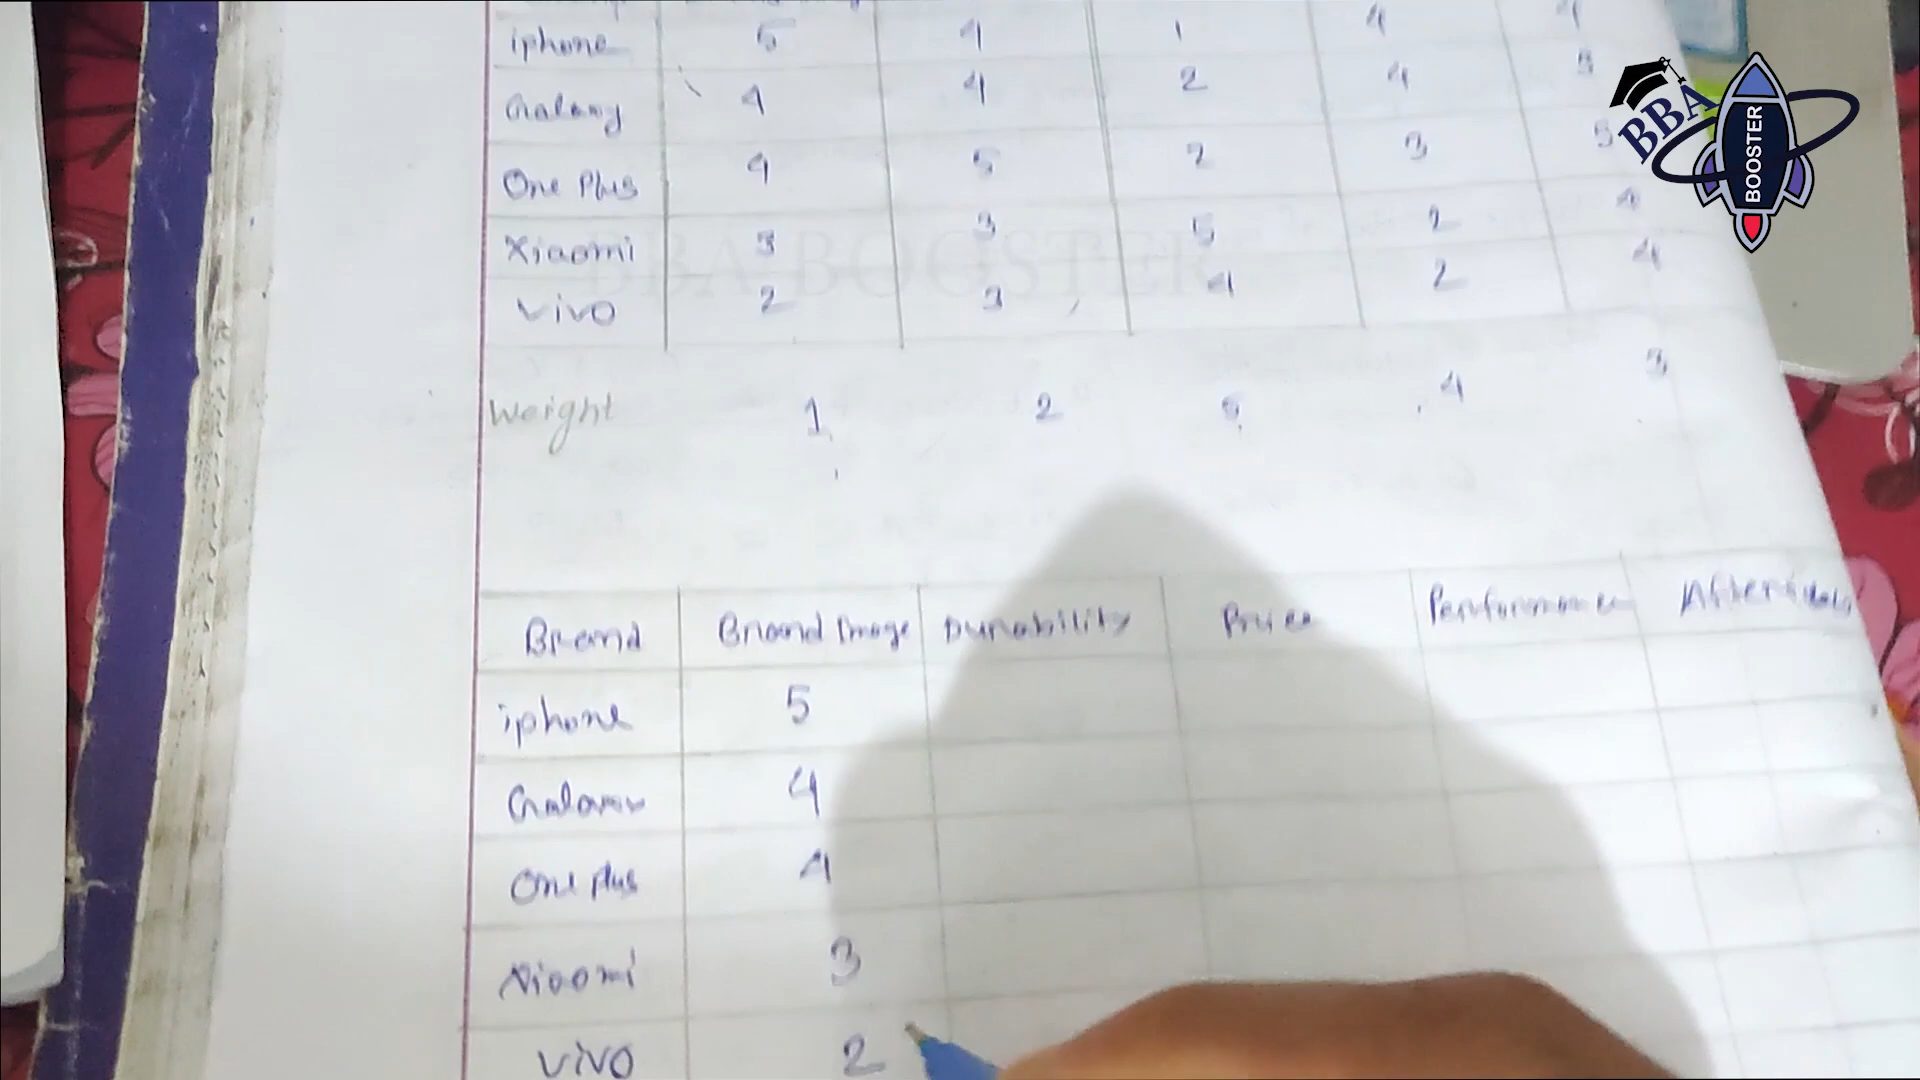 iphone 5 4 1 4 4
Galaxy 4 4 2 4 5
One Plus 4 5 2 3 5
Xiaomi 3 3 5 2 4
Vivo 2 3 4 2 4
Weight 1 2 5 4 3
Brand Brand Image Durability Price Performance
iphone 5
Galaxy 4
One Plus 4
Xiaomi 3
Vivo 2
BBA BOOSTER
BBA
BOOSTER